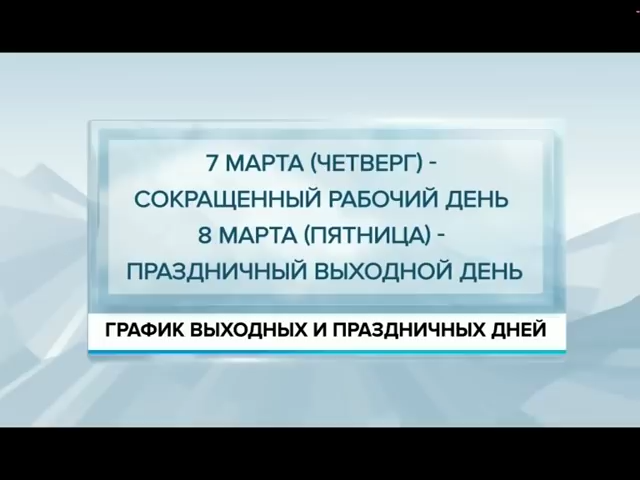 7 МАРТА (ЧЕТВЕРГ) -
СОКРАЩЕННЫЙ РАБОЧИЙ ДЕНЬ
8 МАРТА (ПЯТНИЦА) -
ПРАЗДНИЧНЫЙ ВЫХОДНОЙ ДЕНЬ
ГРАФИК ВЫХОДНЫХ И ПРАЗДНИЧНЫХ ДНЕЙ